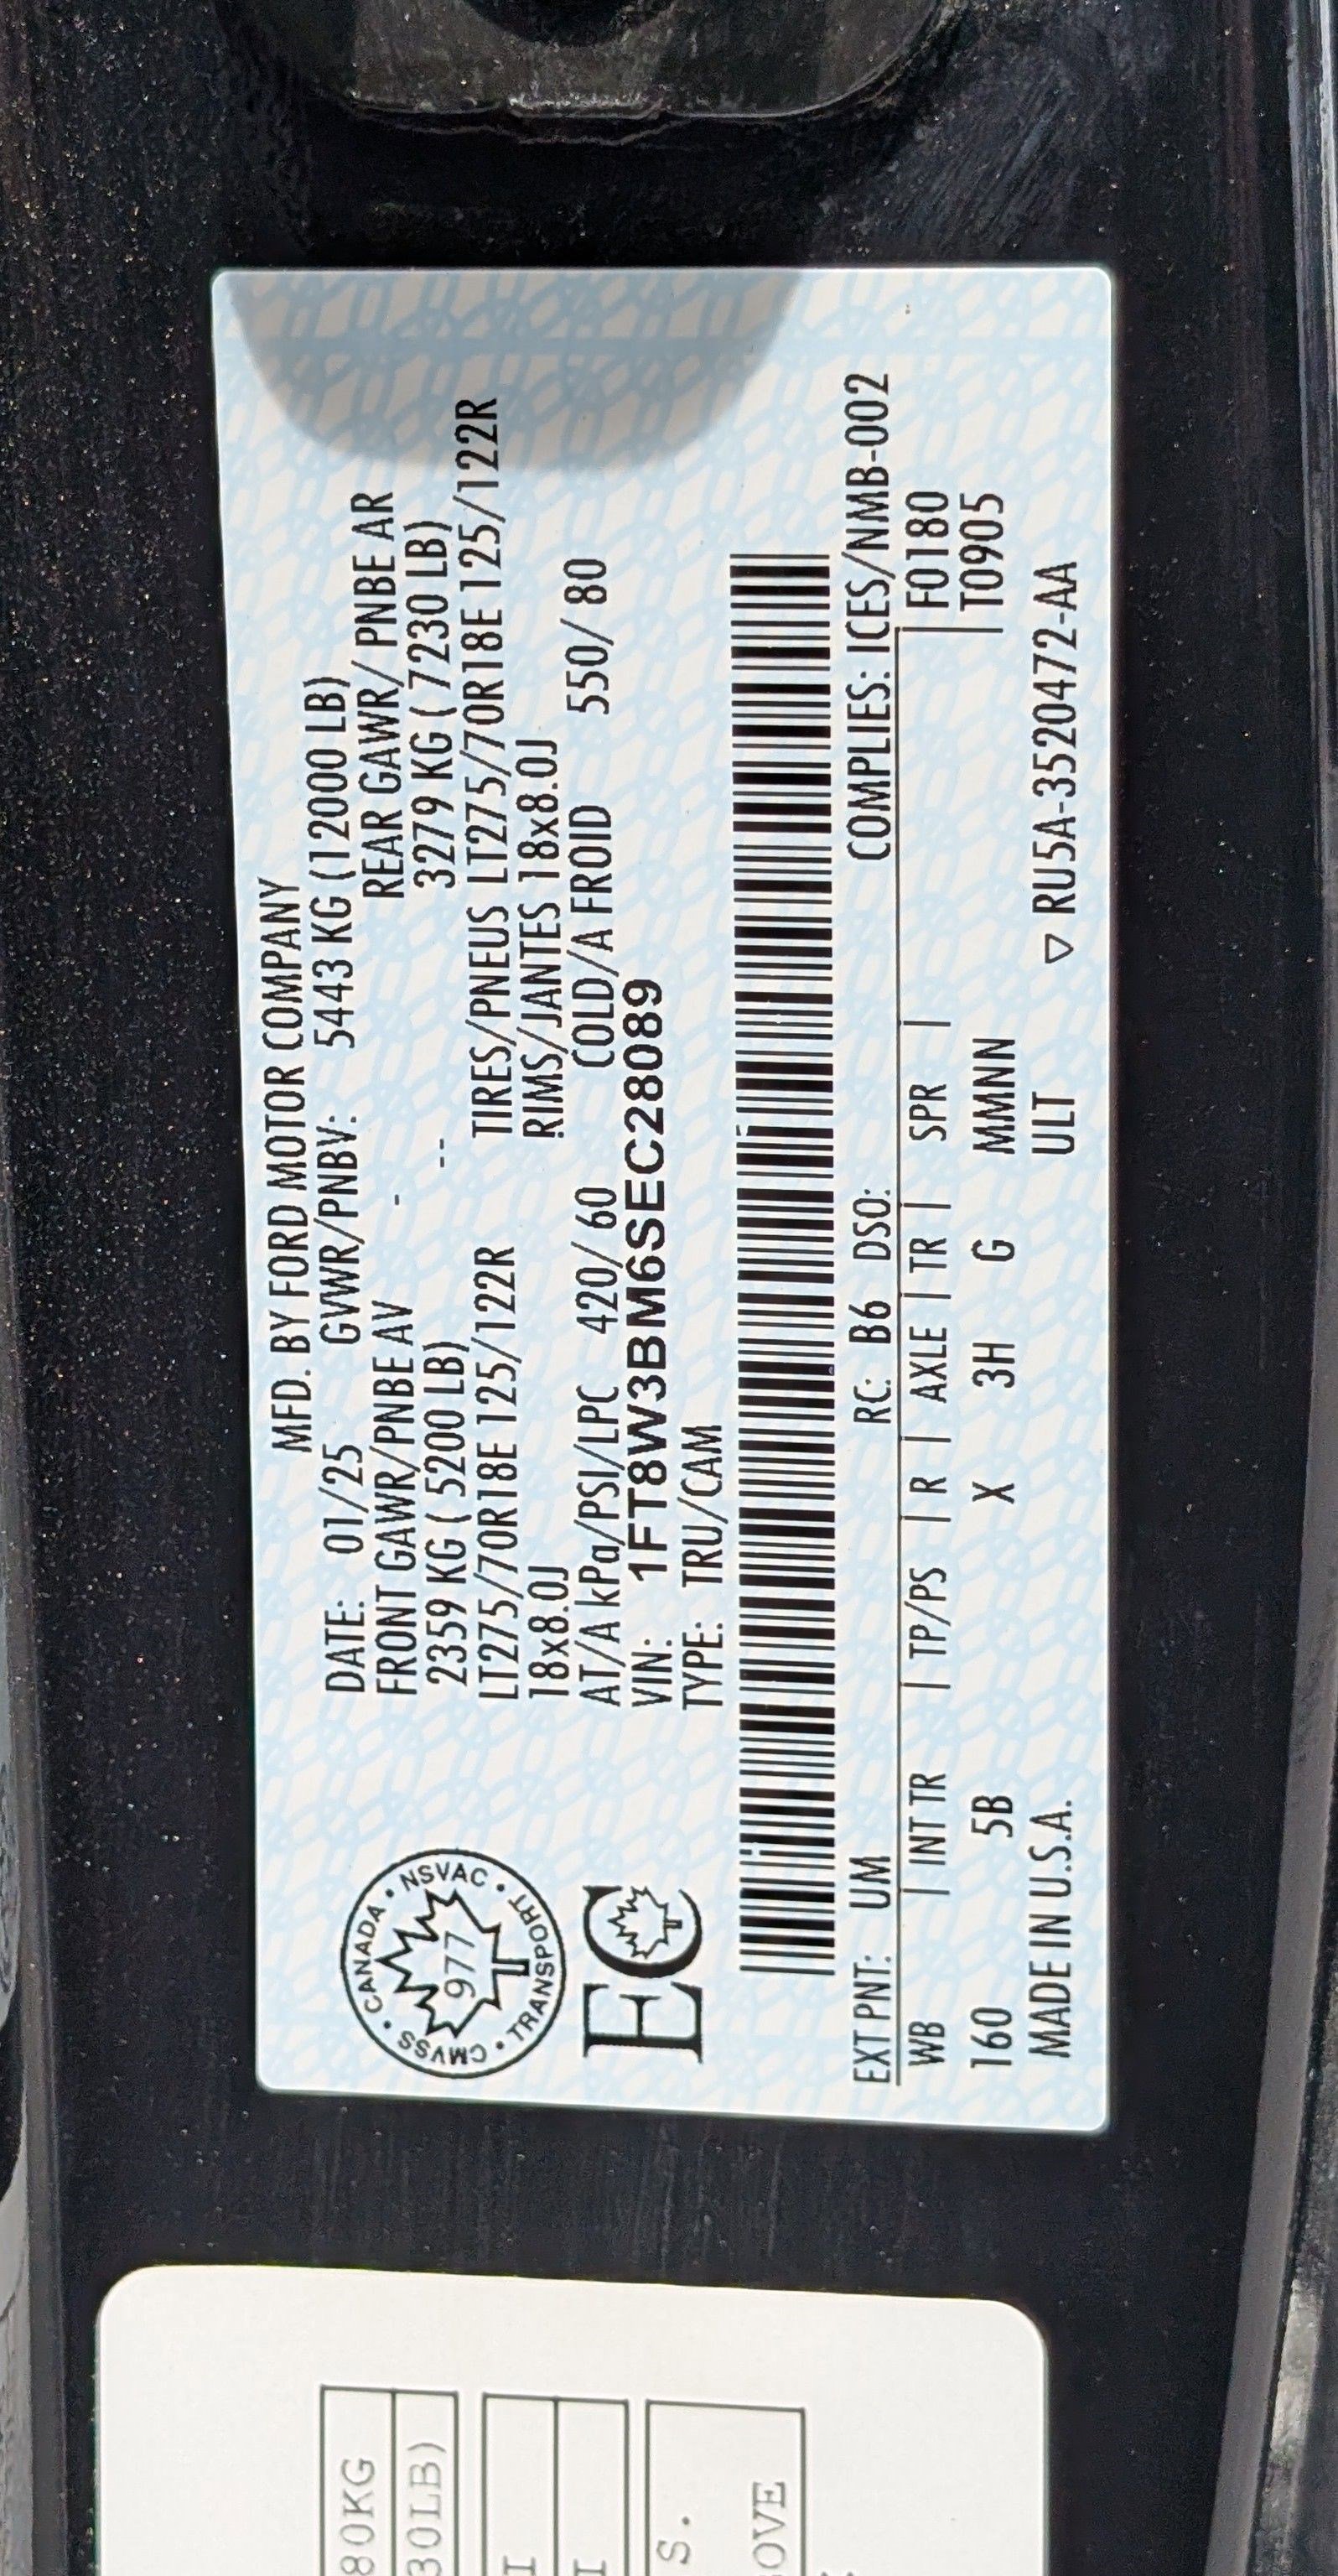 MFD. BY FORD MOTOR COMPANY
DATE: 01/25 GVWR/PNBV: 5443 KG (12000 LB)
FRONT GAWR/PNBE AV - REAR GAWR/ PNBE AR
2359 KG ( 5200 LB) -- 3279 KG ( 7230 LB)
LT275/70R18E 125/122R TIRES/PNEUS LT275/70R18E 125/122R
18x8.0J RIMS/JANTES 18x8.0J
AT/A kPa/PSI/LPC 420/ 60 COLD/A FROID 550/ 80
VIN: 1FT8W3BM6SEC28089
TYPE: TRU/CAM
CANADA • NSVAC • TRANSPORT • CMVSS •
977
EC
EXT PNT: UM RC: B6 DSO: COMPLIES: ICES/NMB-002
WB | INT TR | TP/PS | R | AXLE | TR | SPR | F0180
160 5B X 3H G MMNN T0905
MADE IN U.S.A. ULT ▽ RU5A-3520472-AA
80KG
30LB)
I
I
S.
OVE